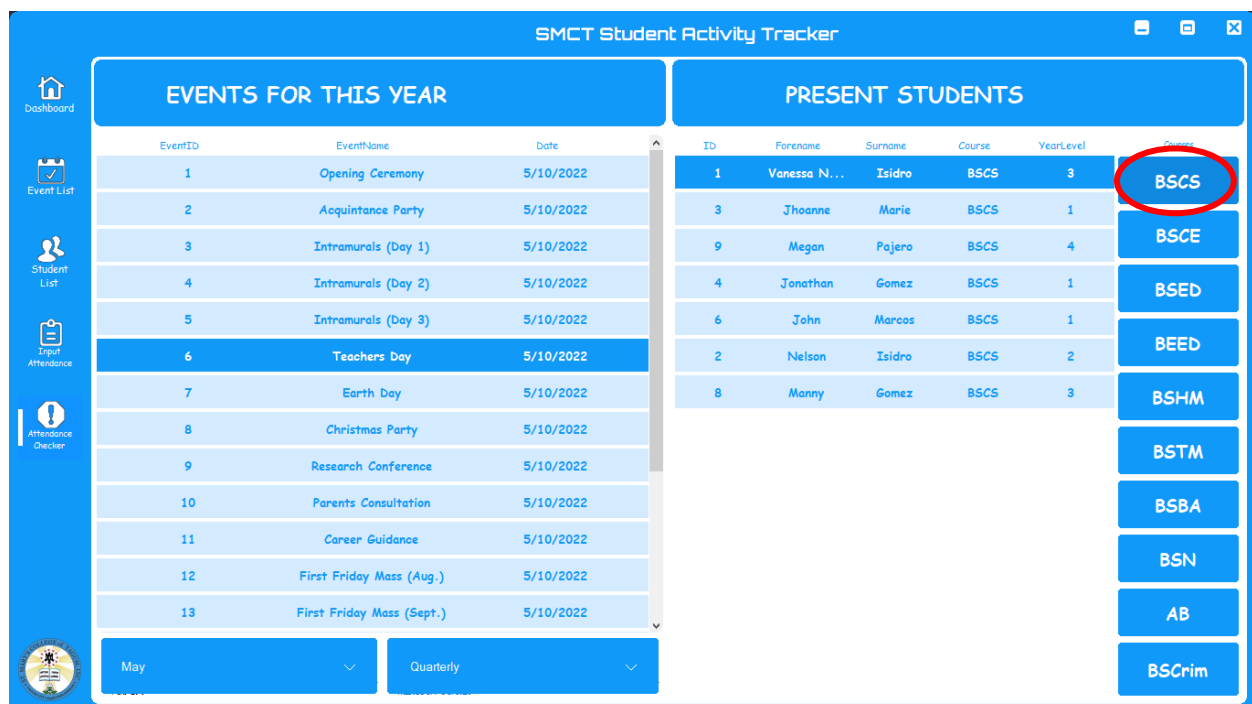 SMCT Student Activity Tracker
Dashboard
Event List
Student
List
Input
Attendance
Attendance
Checker
EVENTS FOR THIS YEAR
EventID EventName Date
1 Opening Ceremony 5/10/2022
2 Acquintance Party 5/10/2022
3 Intramurals (Day 1) 5/10/2022
4 Intramurals (Day 2) 5/10/2022
5 Intramurals (Day 3) 5/10/2022
6 Teachers Day 5/10/2022
7 Earth Day 5/10/2022
8 Christmas Party 5/10/2022
9 Research Conference 5/10/2022
10 Parents Consultation 5/10/2022
11 Career Guidance 5/10/2022
12 First Friday Mass (Aug.) 5/10/2022
13 First Friday Mass (Sept.) 5/10/2022
May
Quarterly
PRESENT STUDENTS
ID Forename Surname Course YearLevel
1 Vanessa N... Isidro BSCS 3
3 Jhoanne Marie BSCS 1
9 Megan Pajero BSCS 4
4 Jonathan Gomez BSCS 1
6 John Marcos BSCS 1
2 Nelson Isidro BSCS 2
8 Manny Gomez BSCS 3
Courses
BSCS
BSCE
BSED
BEED
BSHM
BSTM
BSBA
BSN
AB
BSCrim